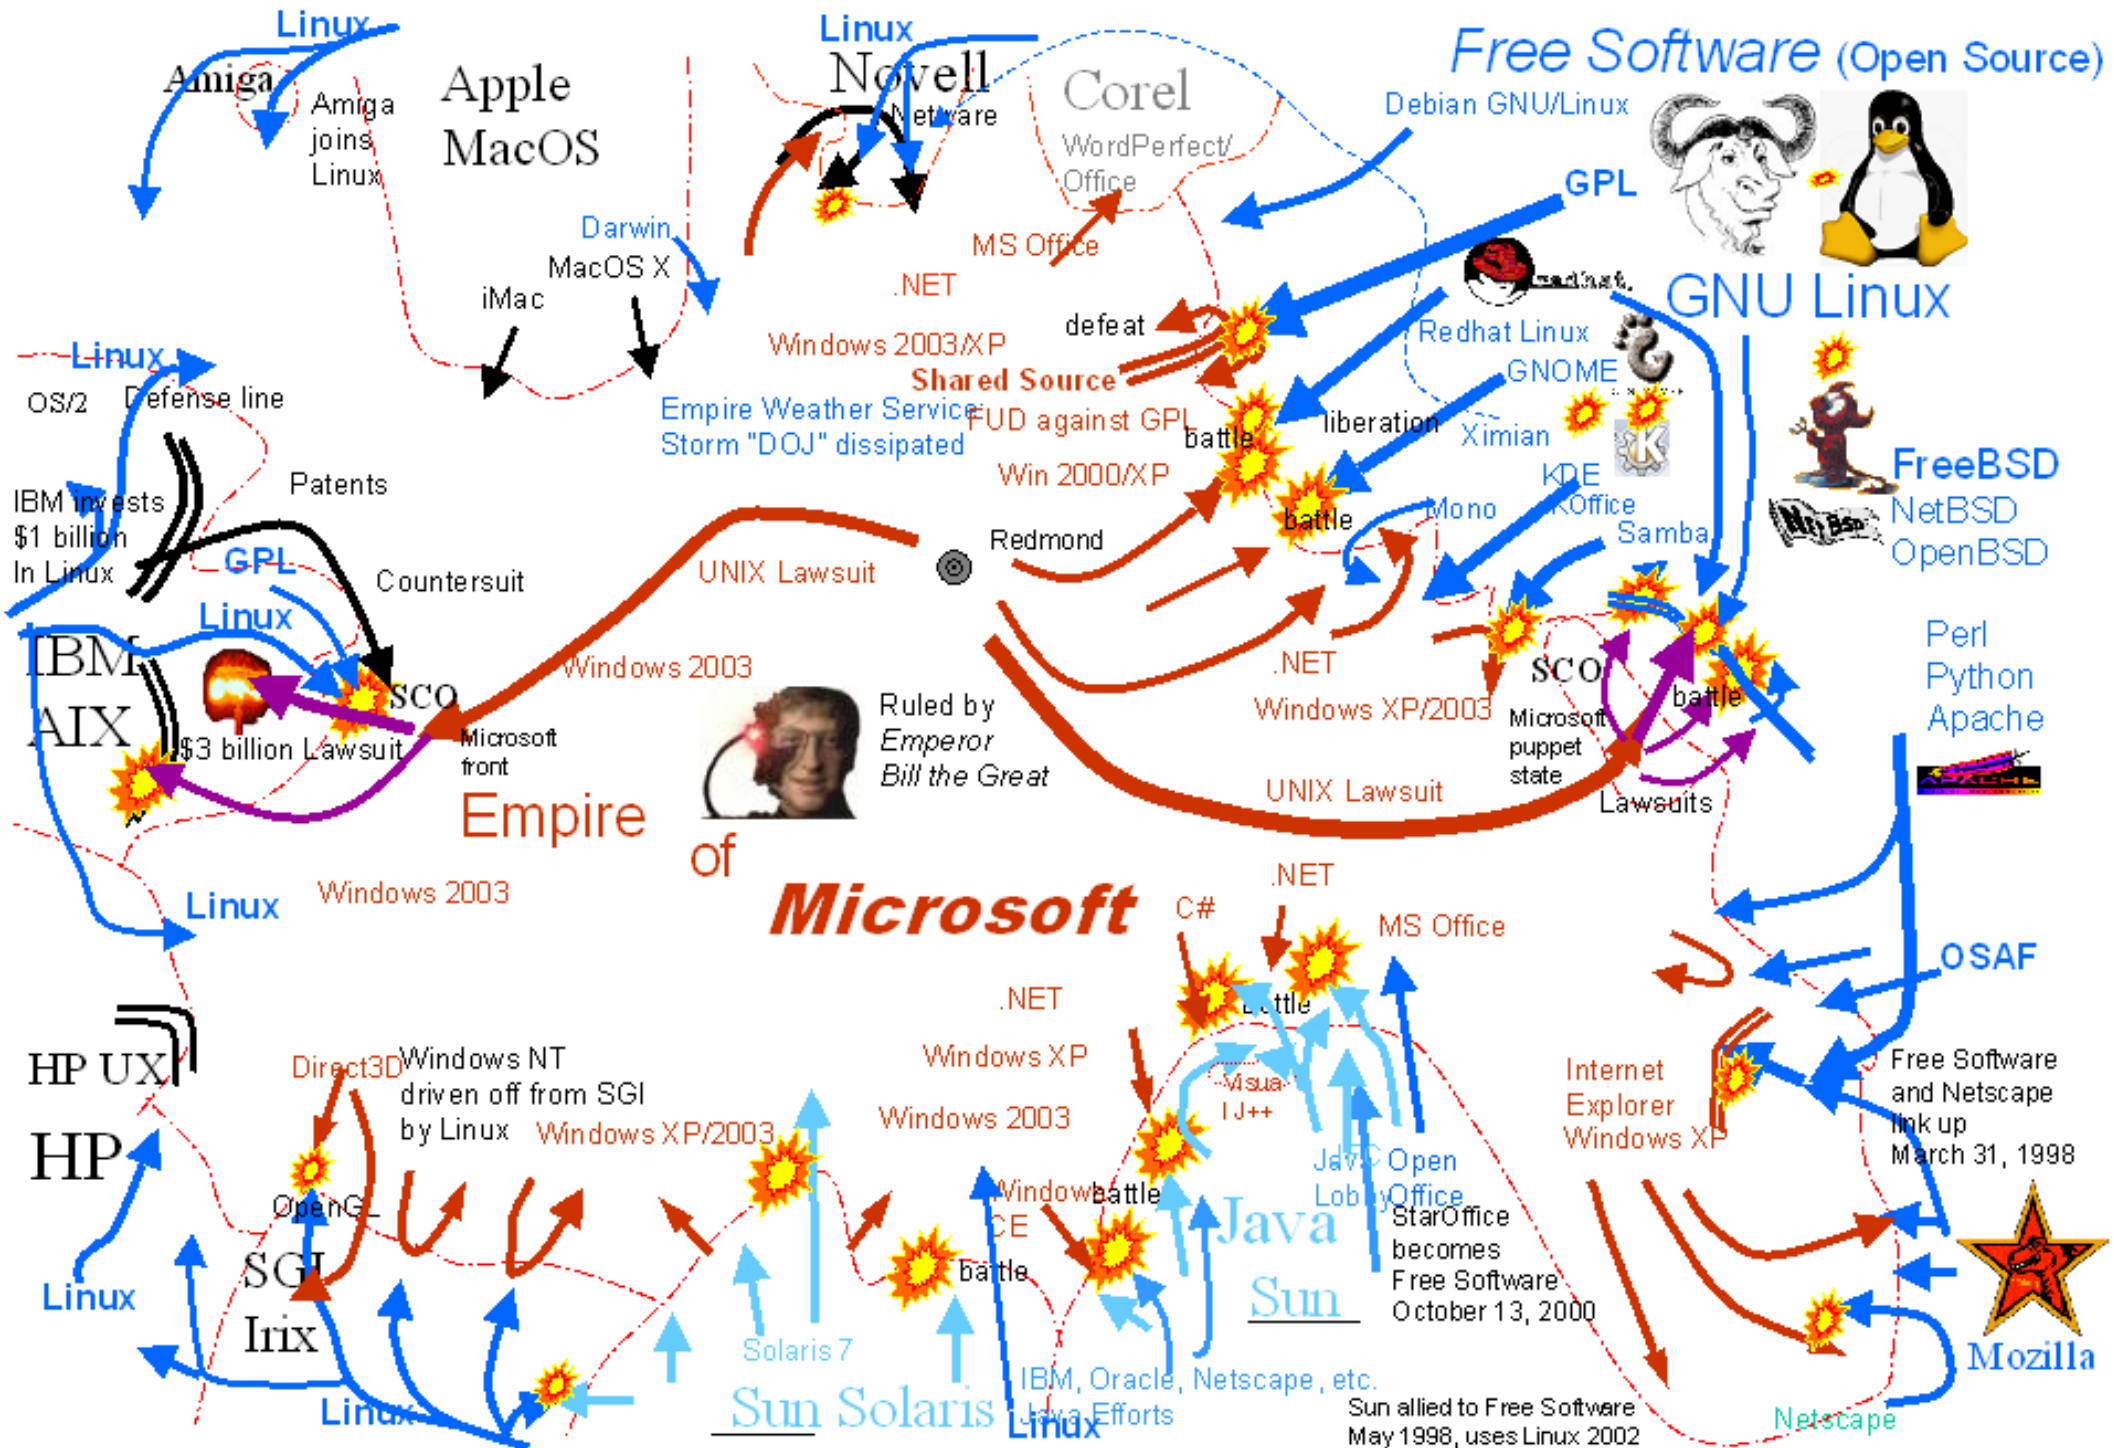 Linux
Amiga
Amiga
joins
Linux
Apple
MacOS
Darwin
MacOS X
iMac
Linux
Novell
Netware
Corel
WordPerfect/
Office
MS Office
.NET
Windows 2003/XP
defeat
Shared Source
FUD against GPL
Win 2000/XP
Empire Weather Service:
Storm "DOJ" dissipated
Free Software (Open Source)
Debian GNU/Linux
GPL
redhat.
GNU Linux
Redhat Linux
GNOME
liberation
Ximian
battle
battle
KDE
KOffice
Mono
Samba
FreeBSD
NetBSD
OpenBSD
NetBSD
Linux
OS/2
Defense line
Patents
IBM invests
$1 billion
In Linux
GPL
Countersuit
Linux
UNIX Lawsuit
Redmond
IBM
AIX
SCO
$3 billion Lawsuit
Microsoft
front
Windows 2003
Ruled by
Emperor
Bill the Great
.NET
Windows XP/2003
SCO
Microsoft
puppet
state
battle
Lawsuits
UNIX Lawsuit
Perl
Python
Apache
APACHE
Empire
of
Microsoft
Windows 2003
Linux
.NET
C#
MS Office
battle
OSAF
.NET
Windows XP
Windows 2003
HP UX
HP
Linux
Direct3D
Windows NT
driven off from SGI
by Linux
Windows XP/2003
OpenGL
SGI
Irix
Linux
Visua
l J++
Windows
CE
battle
battle
Java
Lobby
Open
Office
Java
Sun
StarOffice
becomes
Free Software
October 13, 2000
Internet
Explorer
Windows XP
Free Software
and Netscape
link up
March 31, 1998
Mozilla
Netscape
Solaris 7
Sun Solaris
IBM, Oracle, Netscape, etc.
Java Efforts
Linux
Sun allied to Free Software
May 1998, uses Linux 2002